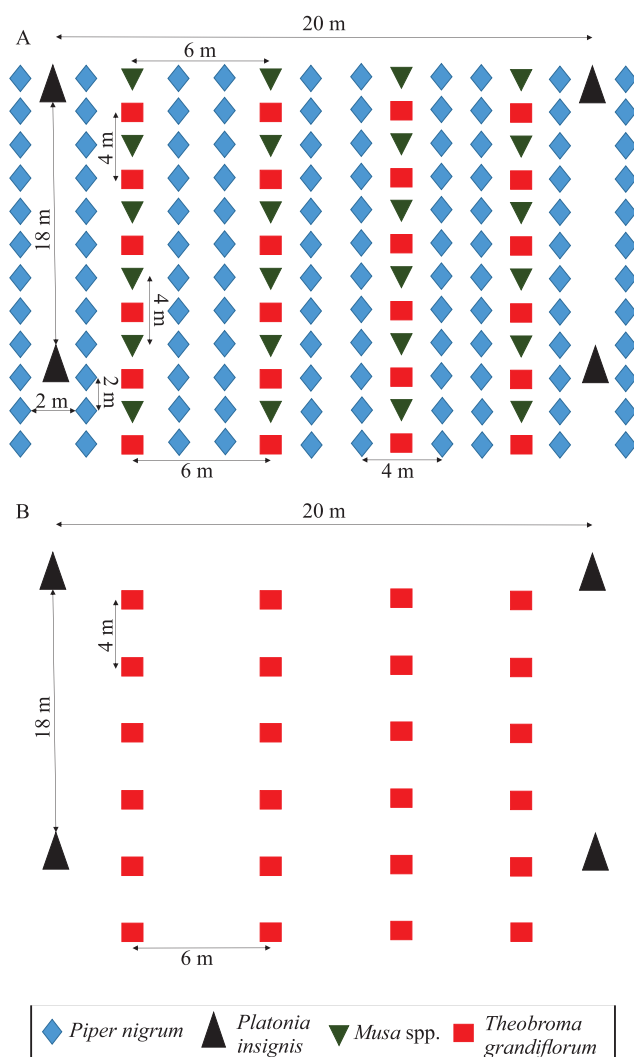 A
20 m
6 m
4 m
18 m
4 m
2 m
2 m
6 m
4 m
B
20 m
4 m
18 m
6 m
Piper nigrum
Platonia
insignis
Musa spp.
Theobroma
grandiflorum